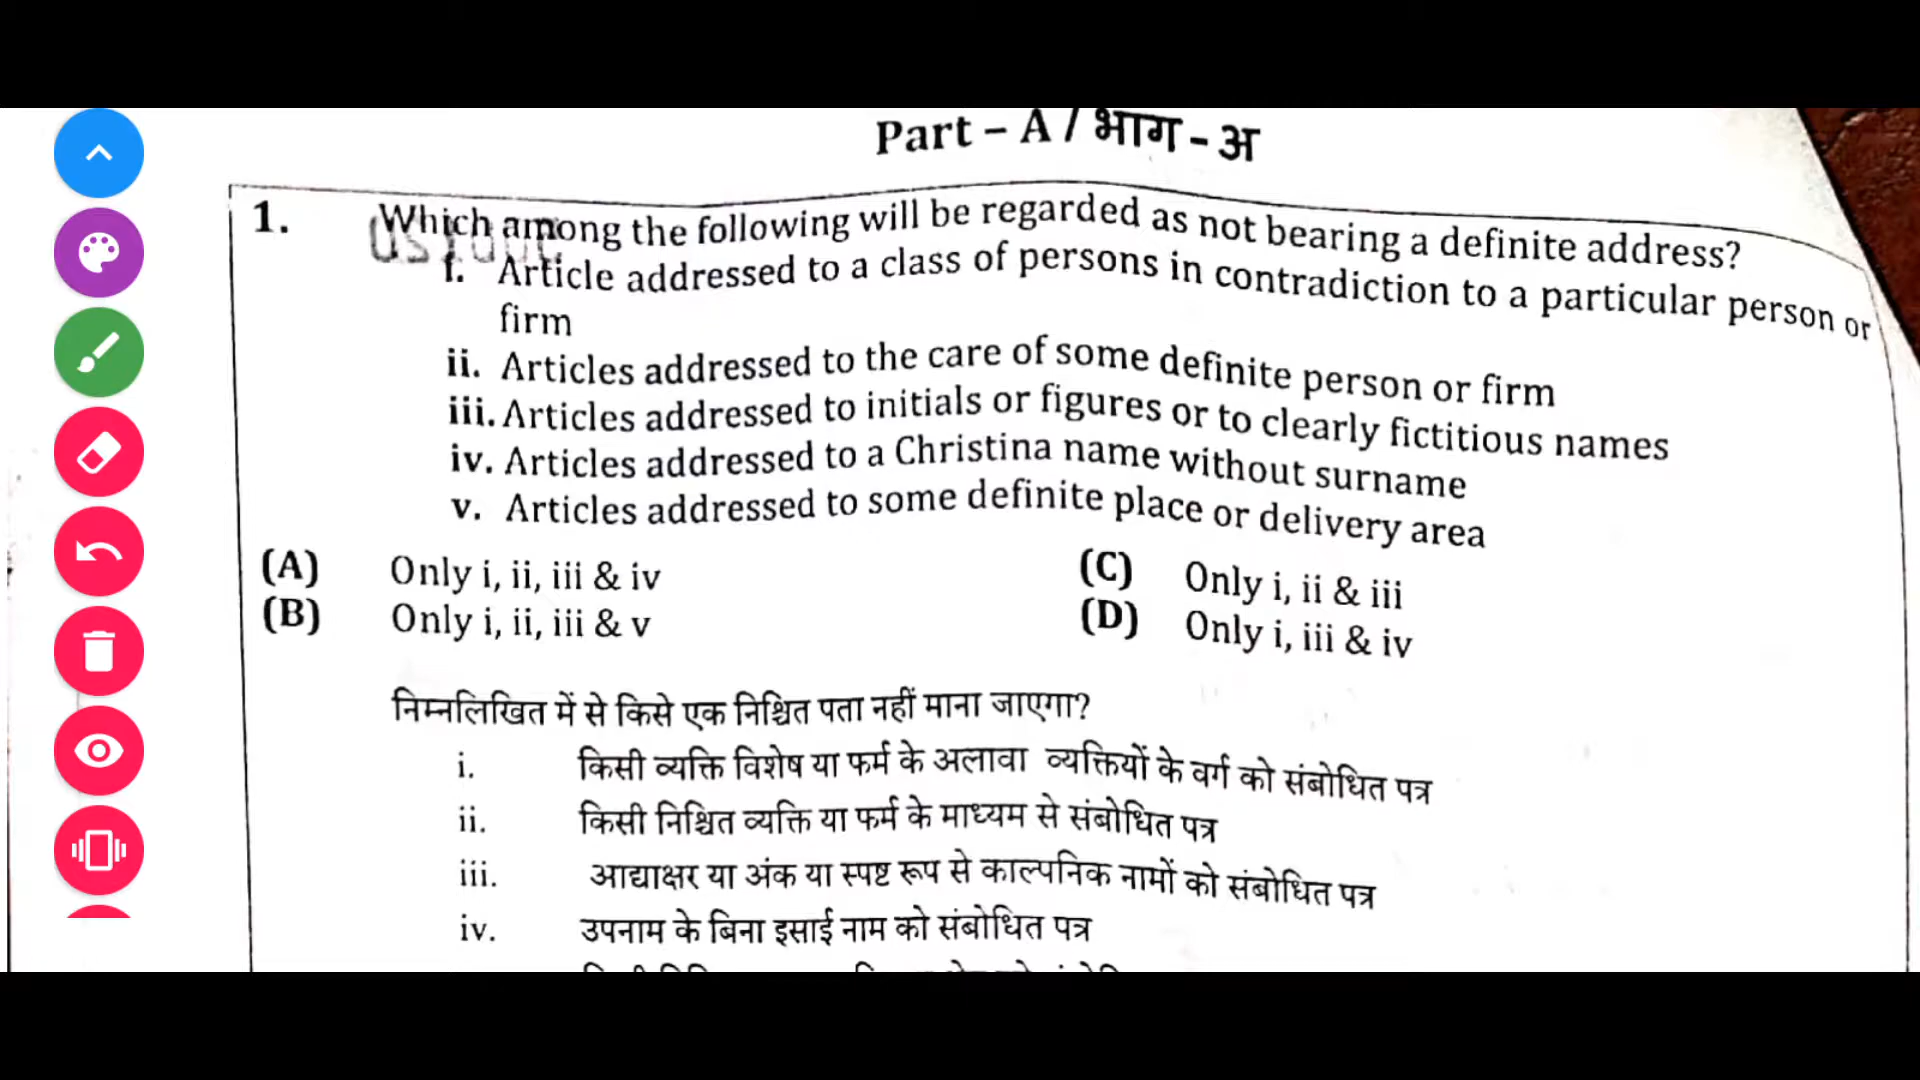 Part – A / भाग - अ
1. Which among the following will be regarded as not bearing a definite address?
i. Article addressed to a class of persons in contradiction to a particular person or
firm
ii. Articles addressed to the care of some definite person or firm
iii. Articles addressed to initials or figures or to clearly fictitious names
iv. Articles addressed to a Christina name without surname
v. Articles addressed to some definite place or delivery area
(A) Only i, ii, iii & iv (C) Only i, ii & iii
(B) Only i, ii, iii & v (D) Only i, iii & iv
निम्नलिखित में से किसे एक निश्चित पता नहीं माना जाएगा?
i. किसी व्यक्ति विशेष या फर्म के अलावा व्यक्तियों के वर्ग को संबोधित पत्र
ii. किसी निश्चित व्यक्ति या फर्म के माध्यम से संबोधित पत्र
iii. आद्याक्षर या अंक या स्पष्ट रूप से काल्पनिक नामों को संबोधित पत्र
iv. उपनाम के बिना इसाई नाम को संबोधित पत्र